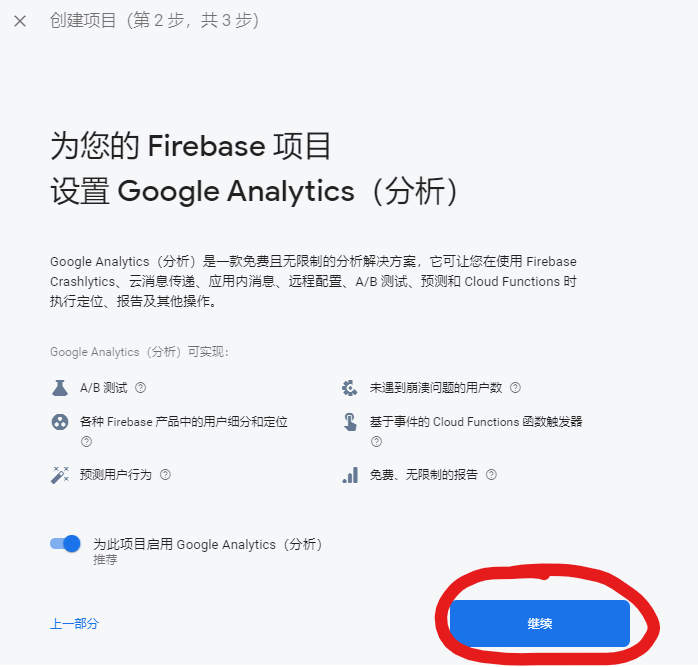 创建项目（第 2 步，共 3 步）
为您的 Firebase 项目
设置 Google Analytics（分析）
Google Analytics（分析）是一款免费且无限制的分析解决方案，它可让您在使用 Firebase
Crashlytics、云消息传递、应用内消息、远程配置、A/B 测试、预测和 Cloud Functions 时
执行定位、报告及其他操作。
Google Analytics（分析）可实现：
A/B 测试
未遇到崩溃问题的用户数
各种 Firebase 产品中的用户细分和定位
基于事件的 Cloud Functions 函数触发器
预测用户行为
免费、无限制的报告
为此项目启用 Google Analytics（分析）
推荐
上一部分
继续